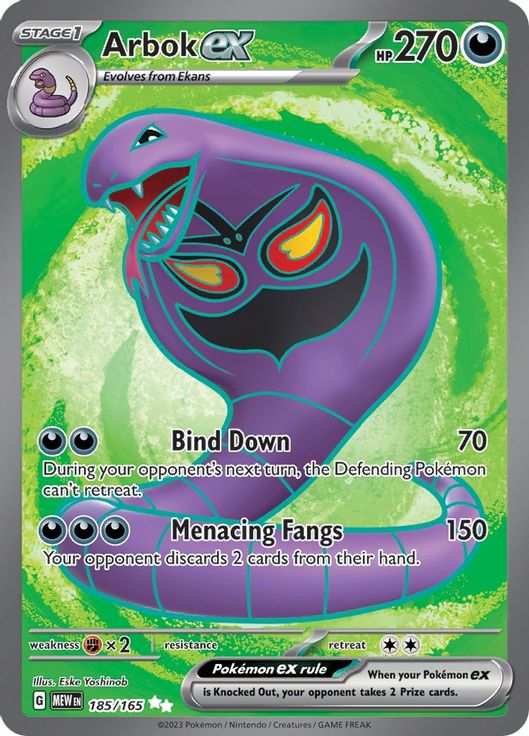 STAGE1
Arbok ex
HP 270
Evolves from Ekans
Bind Down 70
During your opponent's next turn, the Defending Pokémon
can't retreat.
Menacing Fangs 150
Your opponent discards 2 cards from their hand.
weakness ×2 resistance retreat
Illus. Eske Yoshinob
Pokémon ex rule
When your Pokémon ex
is Knocked Out, your opponent takes 2 Prize cards.
G MEW EN 185/165
©2023 Pokémon / Nintendo / Creatures / GAME FREAK